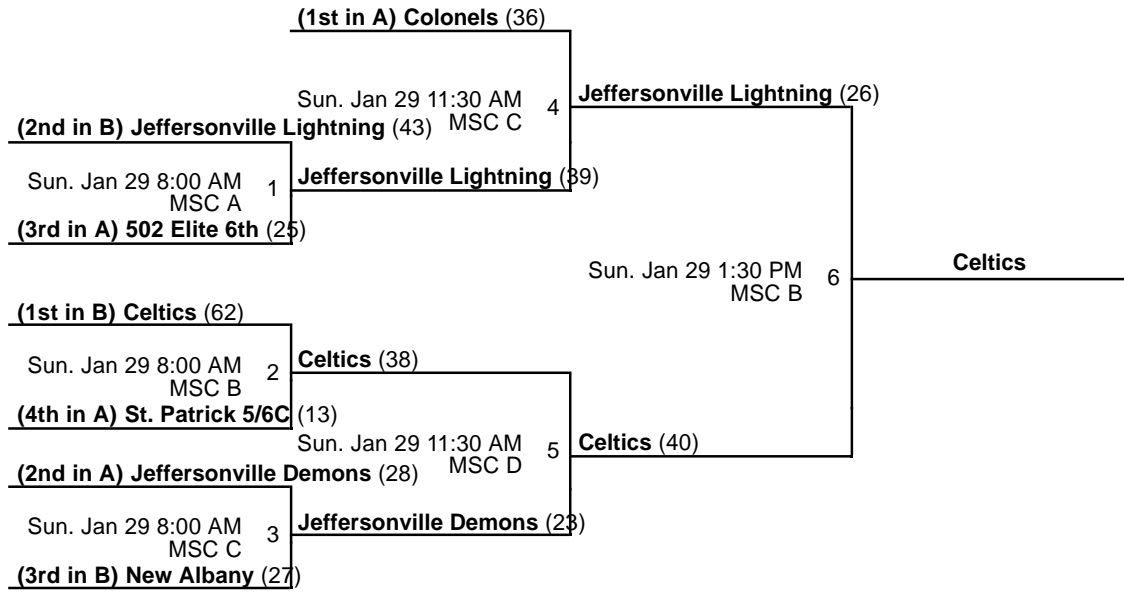 (1st in A) Colonels (36)
Sun. Jan 29 11:30 AM 4
MSC C
Jeffersonville Lightning (26)
(2nd in B) Jeffersonville Lightning (43)
Sun. Jan 29 8:00 AM 1
MSC A
Jeffersonville Lightning (39)
(3rd in A) 502 Elite 6th (25)
Sun. Jan 29 1:30 PM 6
MSC B
Celtics
(1st in B) Celtics (62)
Sun. Jan 29 8:00 AM 2
MSC B
Celtics (38)
(4th in A) St. Patrick 5/6C (13)
Sun. Jan 29 11:30 AM 5
MSC D
Celtics (40)
(2nd in A) Jeffersonville Demons (28)
Sun. Jan 29 8:00 AM 3
MSC C
Jeffersonville Demons (23)
(3rd in B) New Albany (27)